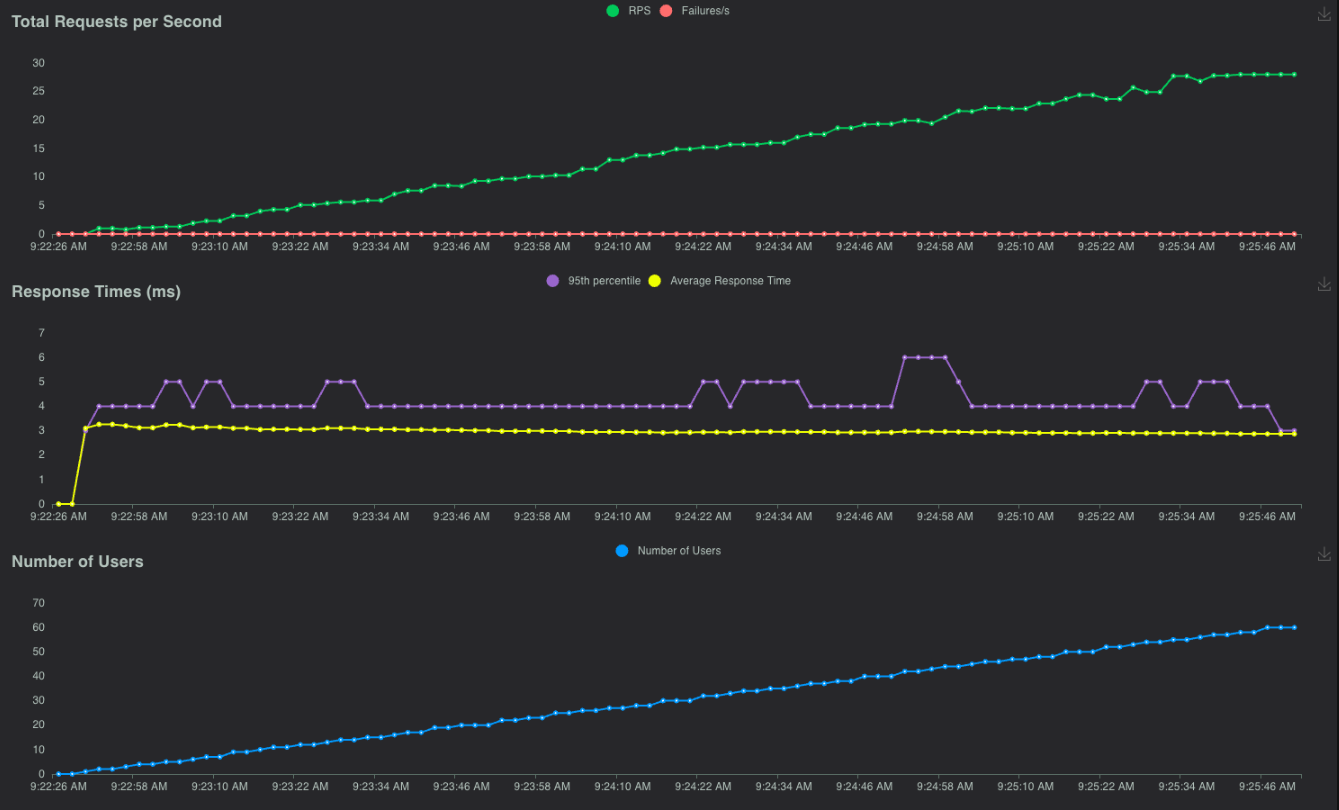 Total Requests per Second
RPS Failures/s
30
25
20
15
10
5
0
9:22:26 AM 9:22:58 AM 9:23:10 AM 9:23:22 AM 9:23:34 AM 9:23:46 AM 9:23:58 AM 9:24:10 AM 9:24:22 AM 9:24:34 AM 9:24:46 AM 9:24:58 AM 9:25:10 AM 9:25:22 AM 9:25:34 AM 9:25:46 AM
Response Times (ms)
95th percentile Average Response Time
7
6
5
4
3
2
1
0
9:22:26 AM 9:22:58 AM 9:23:10 AM 9:23:22 AM 9:23:34 AM 9:23:46 AM 9:23:58 AM 9:24:10 AM 9:24:22 AM 9:24:34 AM 9:24:46 AM 9:24:58 AM 9:25:10 AM 9:25:22 AM 9:25:34 AM 9:25:46 AM
Number of Users
Number of Users
70
60
50
40
30
20
10
0
9:22:26 AM 9:22:58 AM 9:23:10 AM 9:23:22 AM 9:23:34 AM 9:23:46 AM 9:23:58 AM 9:24:10 AM 9:24:22 AM 9:24:34 AM 9:24:46 AM 9:24:58 AM 9:25:10 AM 9:25:22 AM 9:25:34 AM 9:25:46 AM